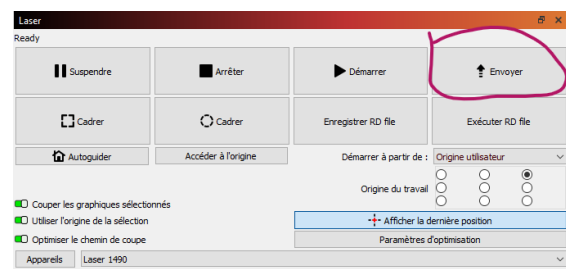 Laser
Ready
Suspendre
Arrêter
Démarrer
Envoyer
Cadrer
Cadrer
Enregistrer RD file
Exécuter RD file
Autoguider
Accéder à l'origine
Démarrer à partir de :
Origine utilisateur
Origine du travail
Couper les graphiques sélectionnés
Utiliser l'origine de la sélection
Afficher la dernière position
Optimiser le chemin de coupe
Paramètres d'optimisation
Appareils
Laser 1490